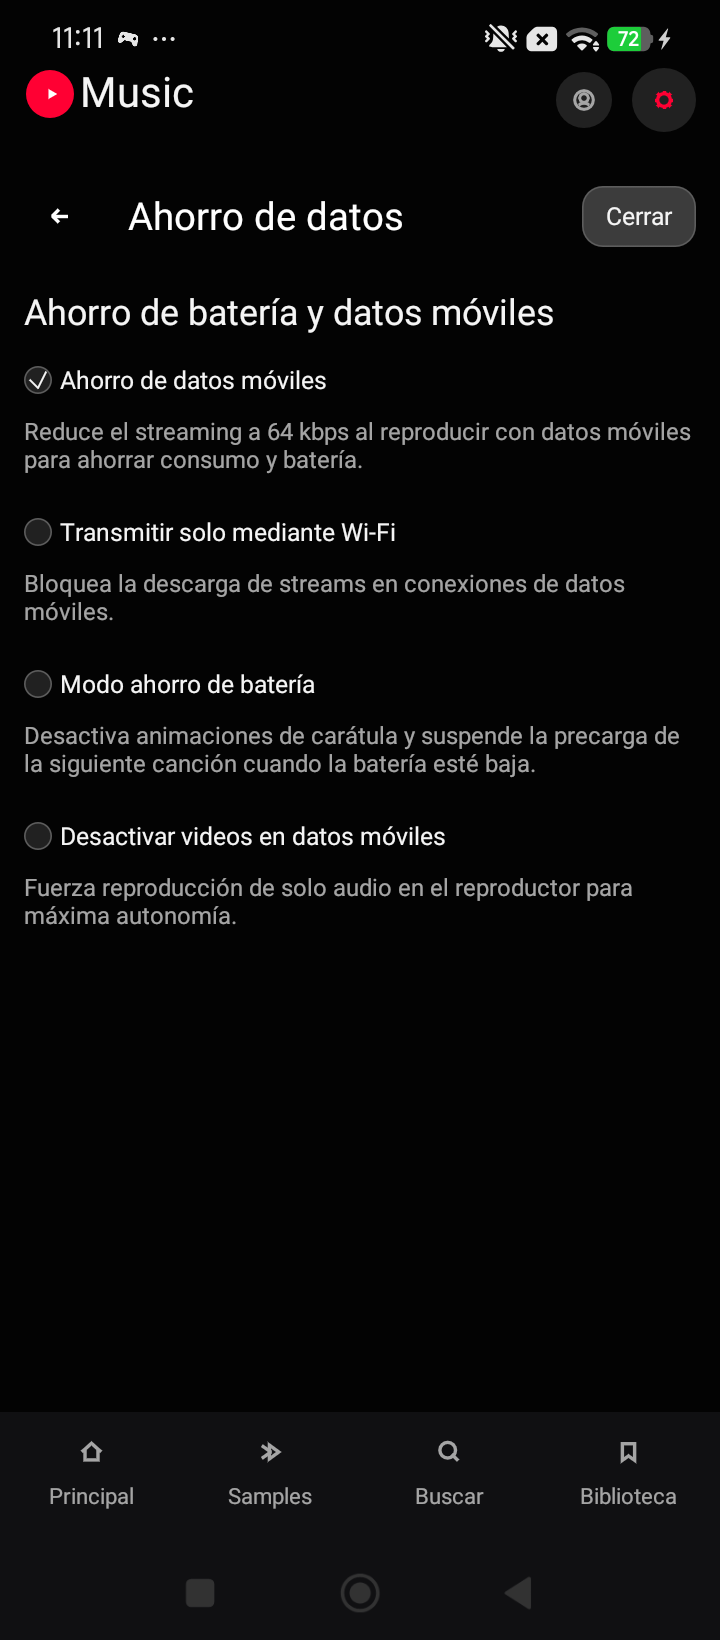 11:11
72
Music
Ahorro de datos
Cerrar
Ahorro de batería y datos móviles
Ahorro de datos móviles
Reduce el streaming a 64 kbps al reproducir con datos móviles
para ahorrar consumo y batería.
Transmitir solo mediante Wi-Fi
Bloquea la descarga de streams en conexiones de datos
móviles.
Modo ahorro de batería
Desactiva animaciones de carátula y suspende la precarga de
la siguiente canción cuando la batería esté baja.
Desactivar videos en datos móviles
Fuerza reproducción de solo audio en el reproductor para
máxima autonomía.
Principal
Samples
Buscar
Biblioteca